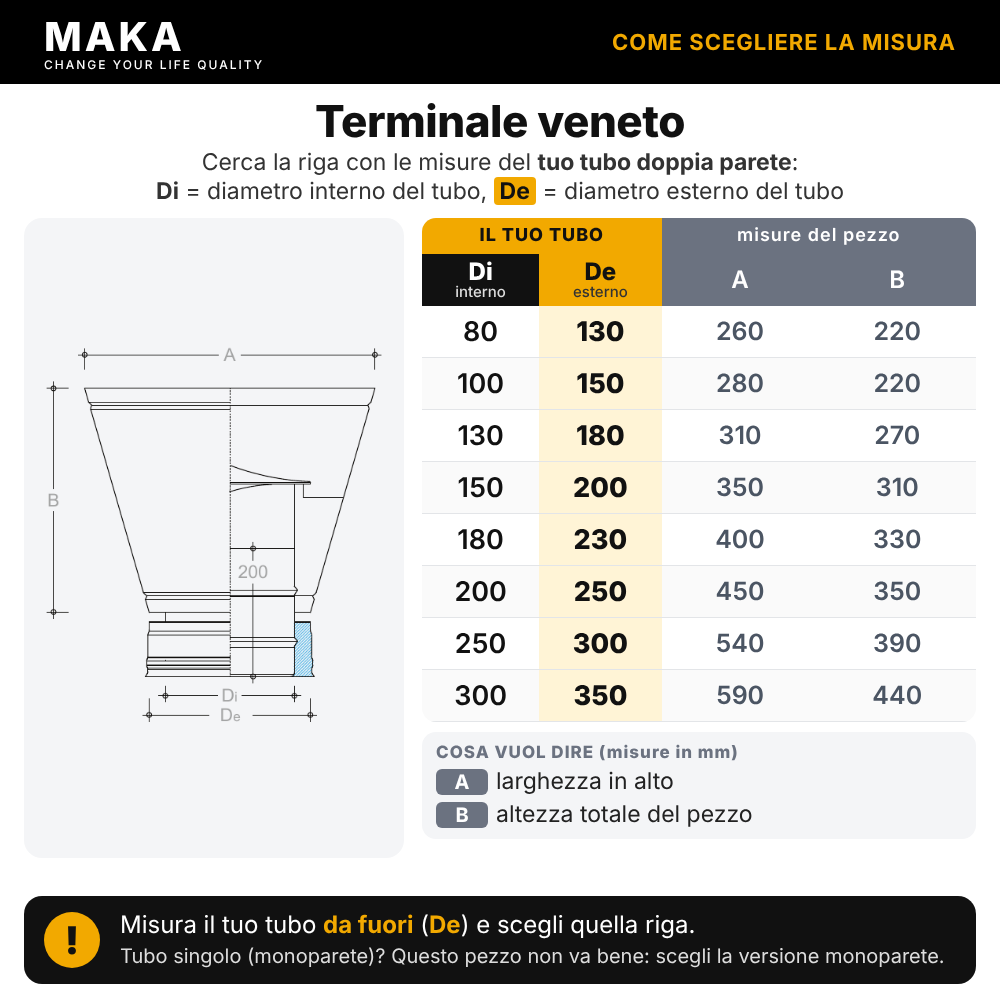 MAKA
CHANGE YOUR LIFE QUALITY
COME SCEGLIERE LA MISURA
Terminale veneto
Cerca la riga con le misure del tuo tubo doppia parete:
Di = diametro interno del tubo, De = diametro esterno del tubo
A
B
200
Di
De
IL TUO TUBO misure del pezzo
Di De A B
interno esterno
80 130 260 220
100 150 280 220
130 180 310 270
150 200 350 310
180 230 400 330
200 250 450 350
250 300 540 390
300 350 590 440
COSA VUOL DIRE (misure in mm)
A larghezza in alto
B altezza totale del pezzo
! Misura il tuo tubo da fuori (De) e scegli quella riga.
Tubo singolo (monoparete)? Questo pezzo non va bene: scegli la versione monoparete.